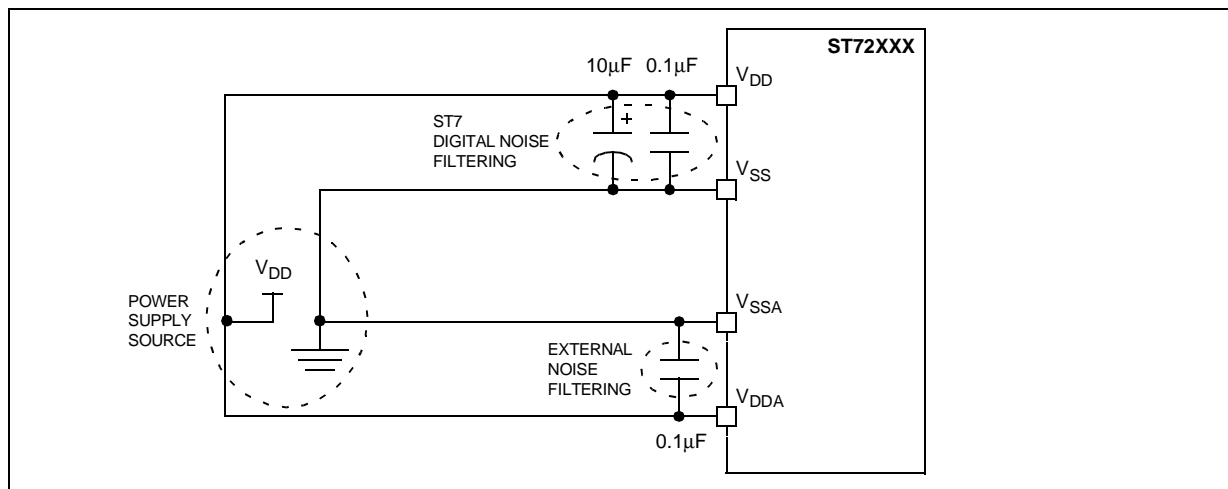 ST72XXX
10μF 0.1μF
VDD
+
ST7
DIGITAL NOISE
FILTERING
VSS
VDD
POWER
SUPPLY
SOURCE
VSSA
EXTERNAL
NOISE
FILTERING
VDDA
0.1μF